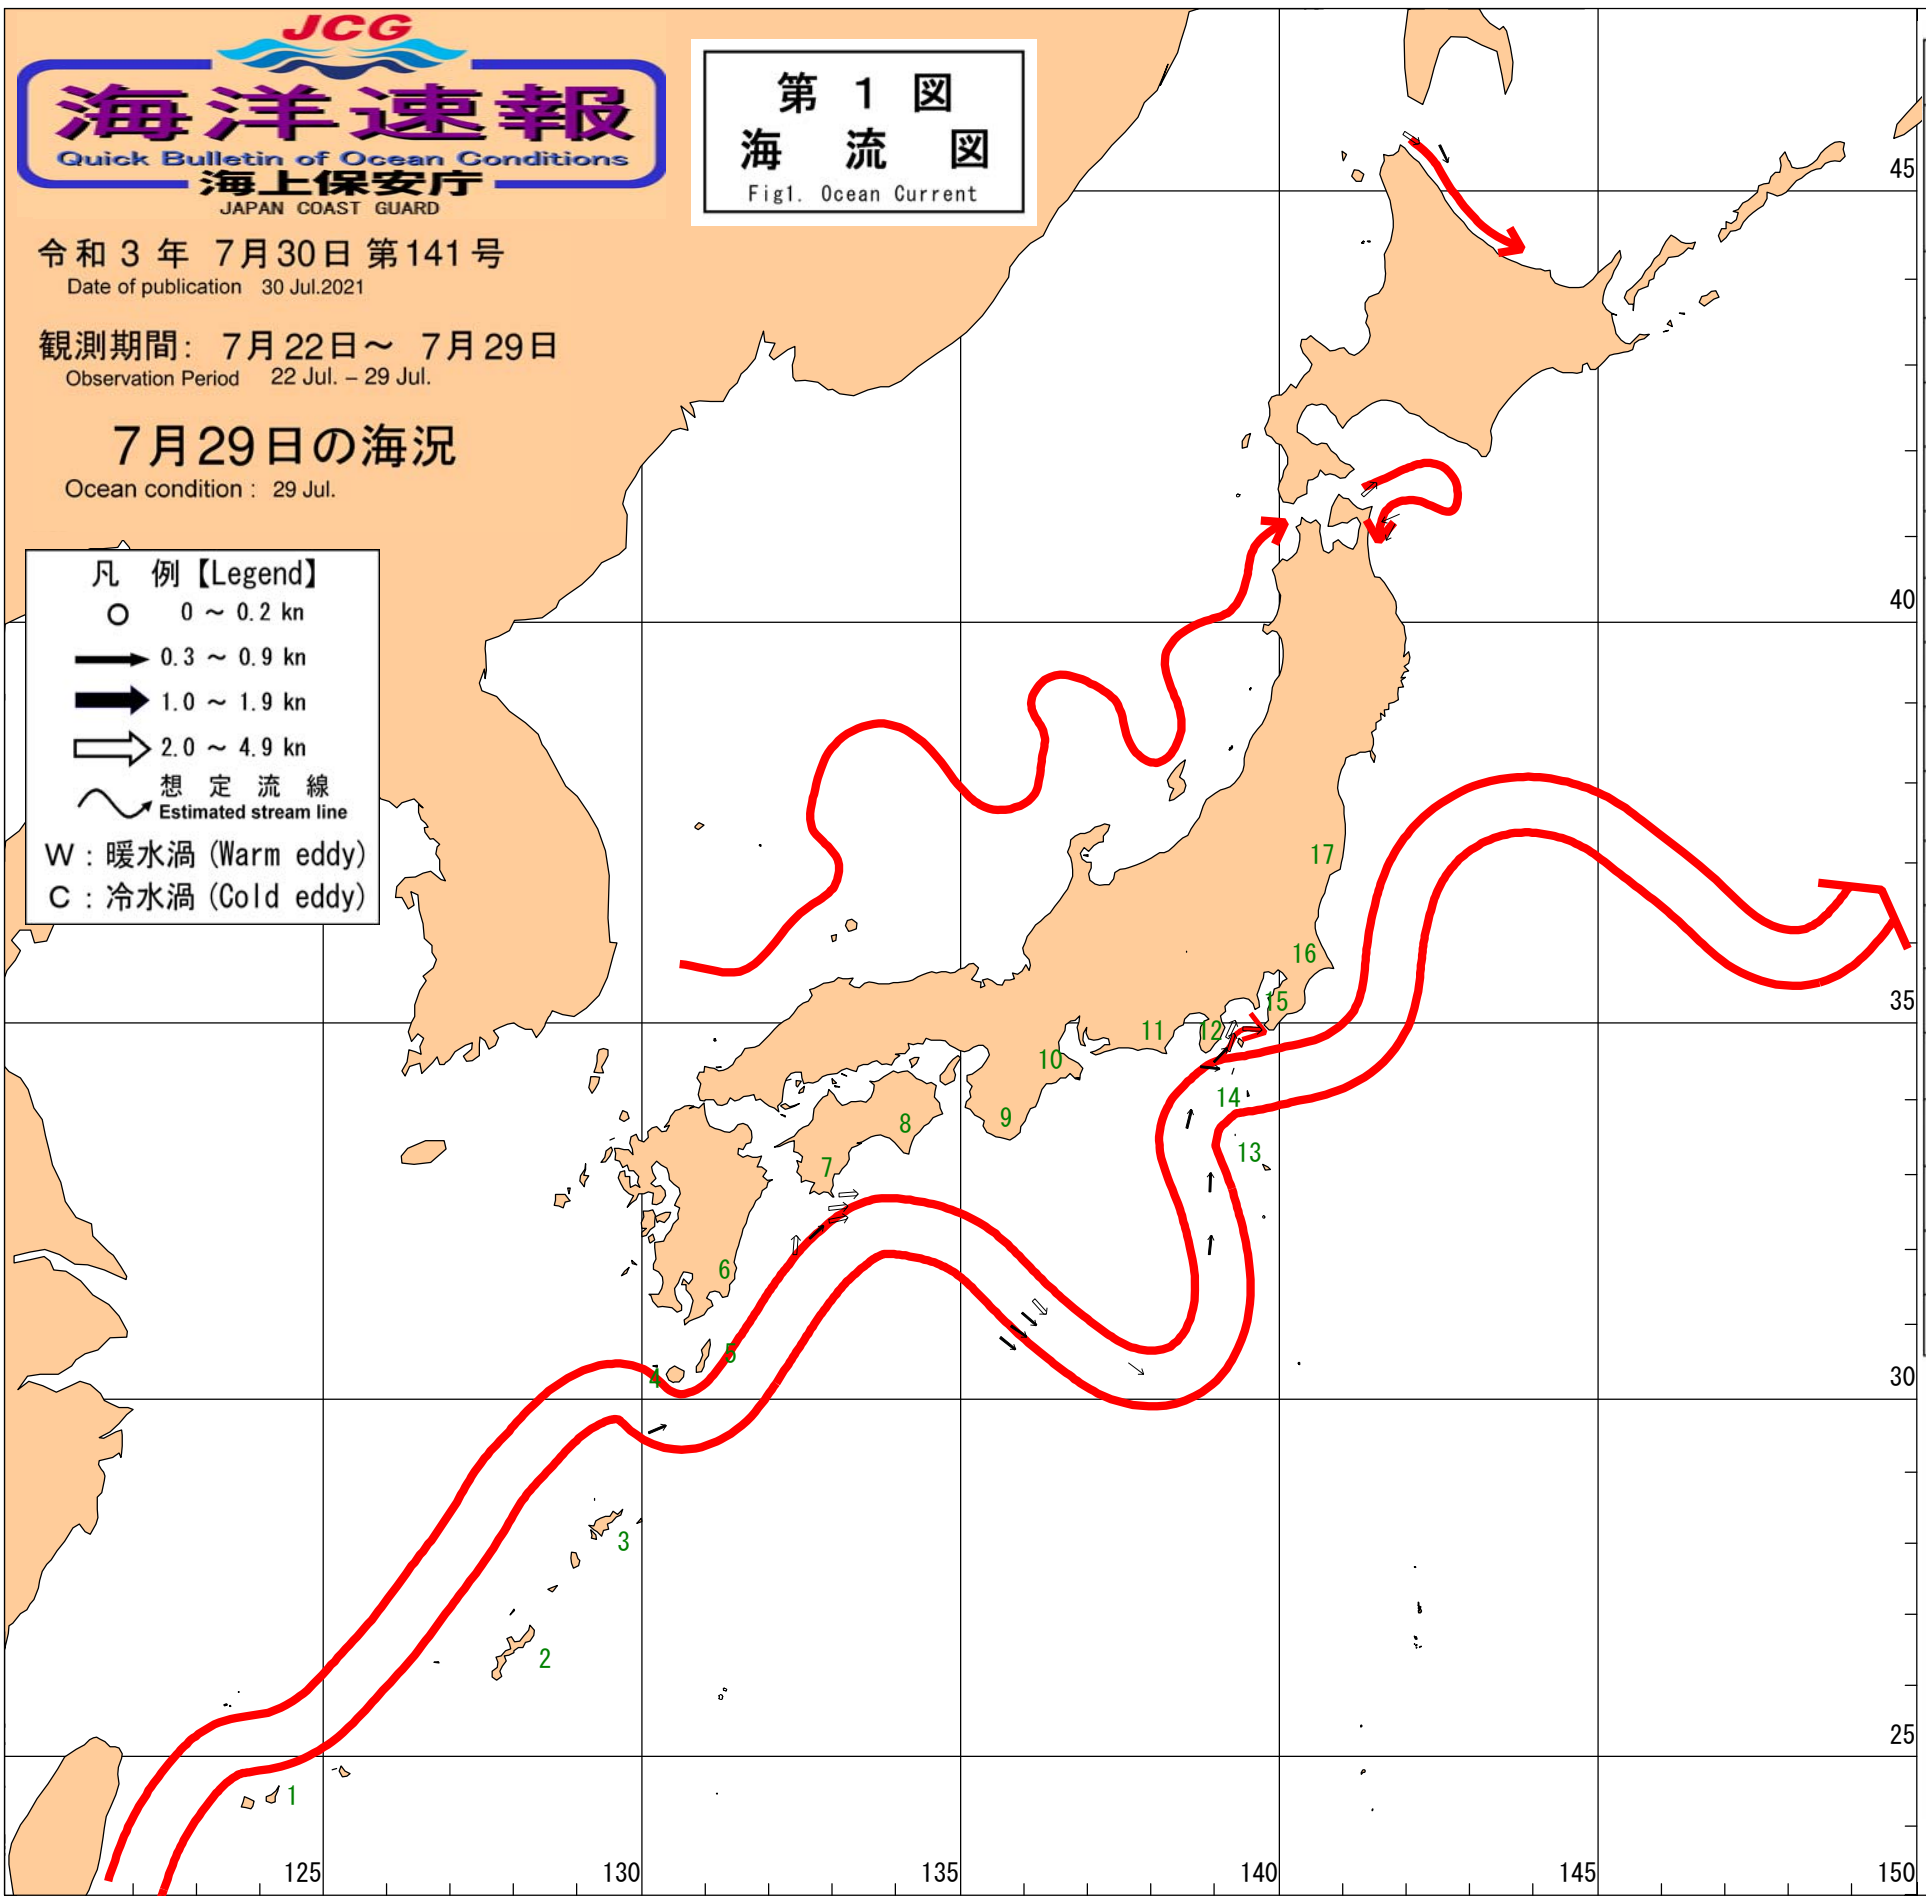 JCG
海洋速報
Quick Bulletin of Ocean Conditions
海上保安庁
JAPAN COAST GUARD
令和 3 年 7月30日 第141号
Date of publication 30 Jul.2021
観測期間: 7月22日～ 7月29日
Observation Period 22 Jul. – 29 Jul.
7月29日の海況
Ocean condition : 29 Jul.
第 1 図
海 流 図
Fig1. Ocean Current
凡 例【Legend】
0 ～ 0.2 kn
0.3 ～ 0.9 kn
1.0 ～ 1.9 kn
2.0 ～ 4.9 kn
想 定 流 線
Estimated stream line
W : 暖水渦 (Warm eddy)
C : 冷水渦 (Cold eddy)
45
40
35
30
25
17
16
15
12
11
10
14
9
8
13
7
6
5
4
3
2
1
125
130
135
140
145
150